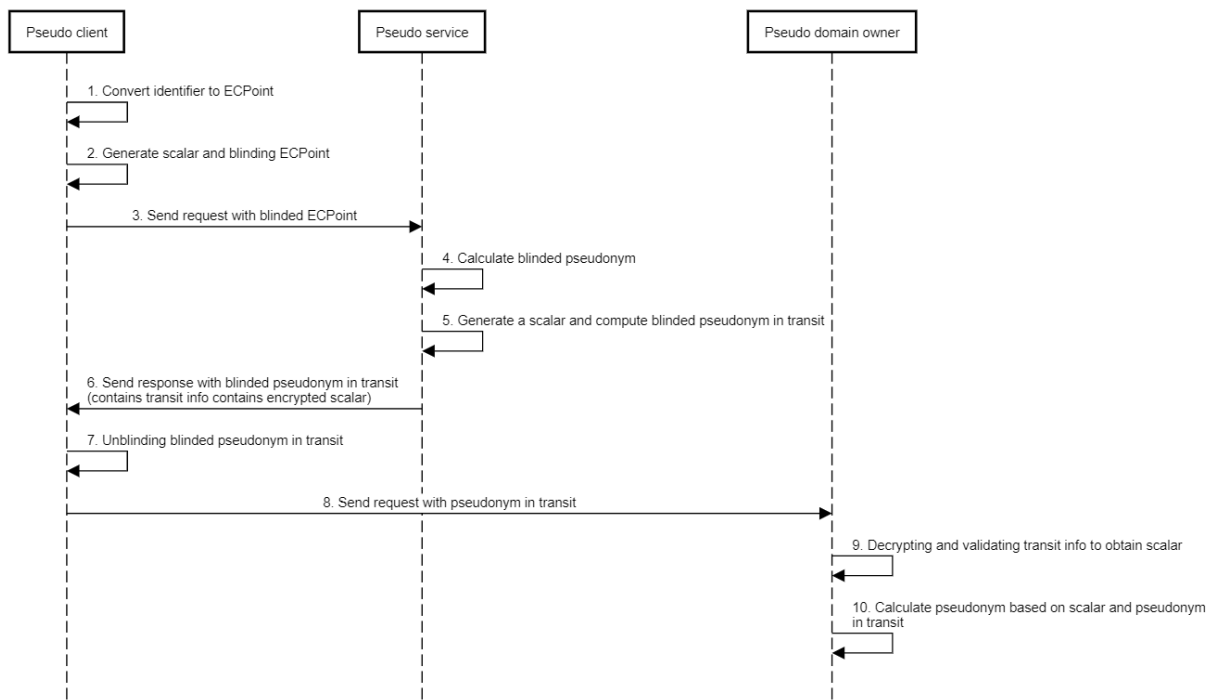 Pseudo client
Pseudo service
Pseudo domain owner
1. Convert identifier to ECPoint
2. Generate scalar and blinding ECPoint
3. Send request with blinded ECPoint
4. Calculate blinded pseudonym
5. Generate a scalar and compute blinded pseudonym in transit
6. Send response with blinded pseudonym in transit
(contains transit info contains encrypted scalar)
7. Unblinding blinded pseudonym in transit
8. Send request with pseudonym in transit
9. Decrypting and validating transit info to obtain scalar
10. Calculate pseudonym based on scalar and pseudonym
in transit